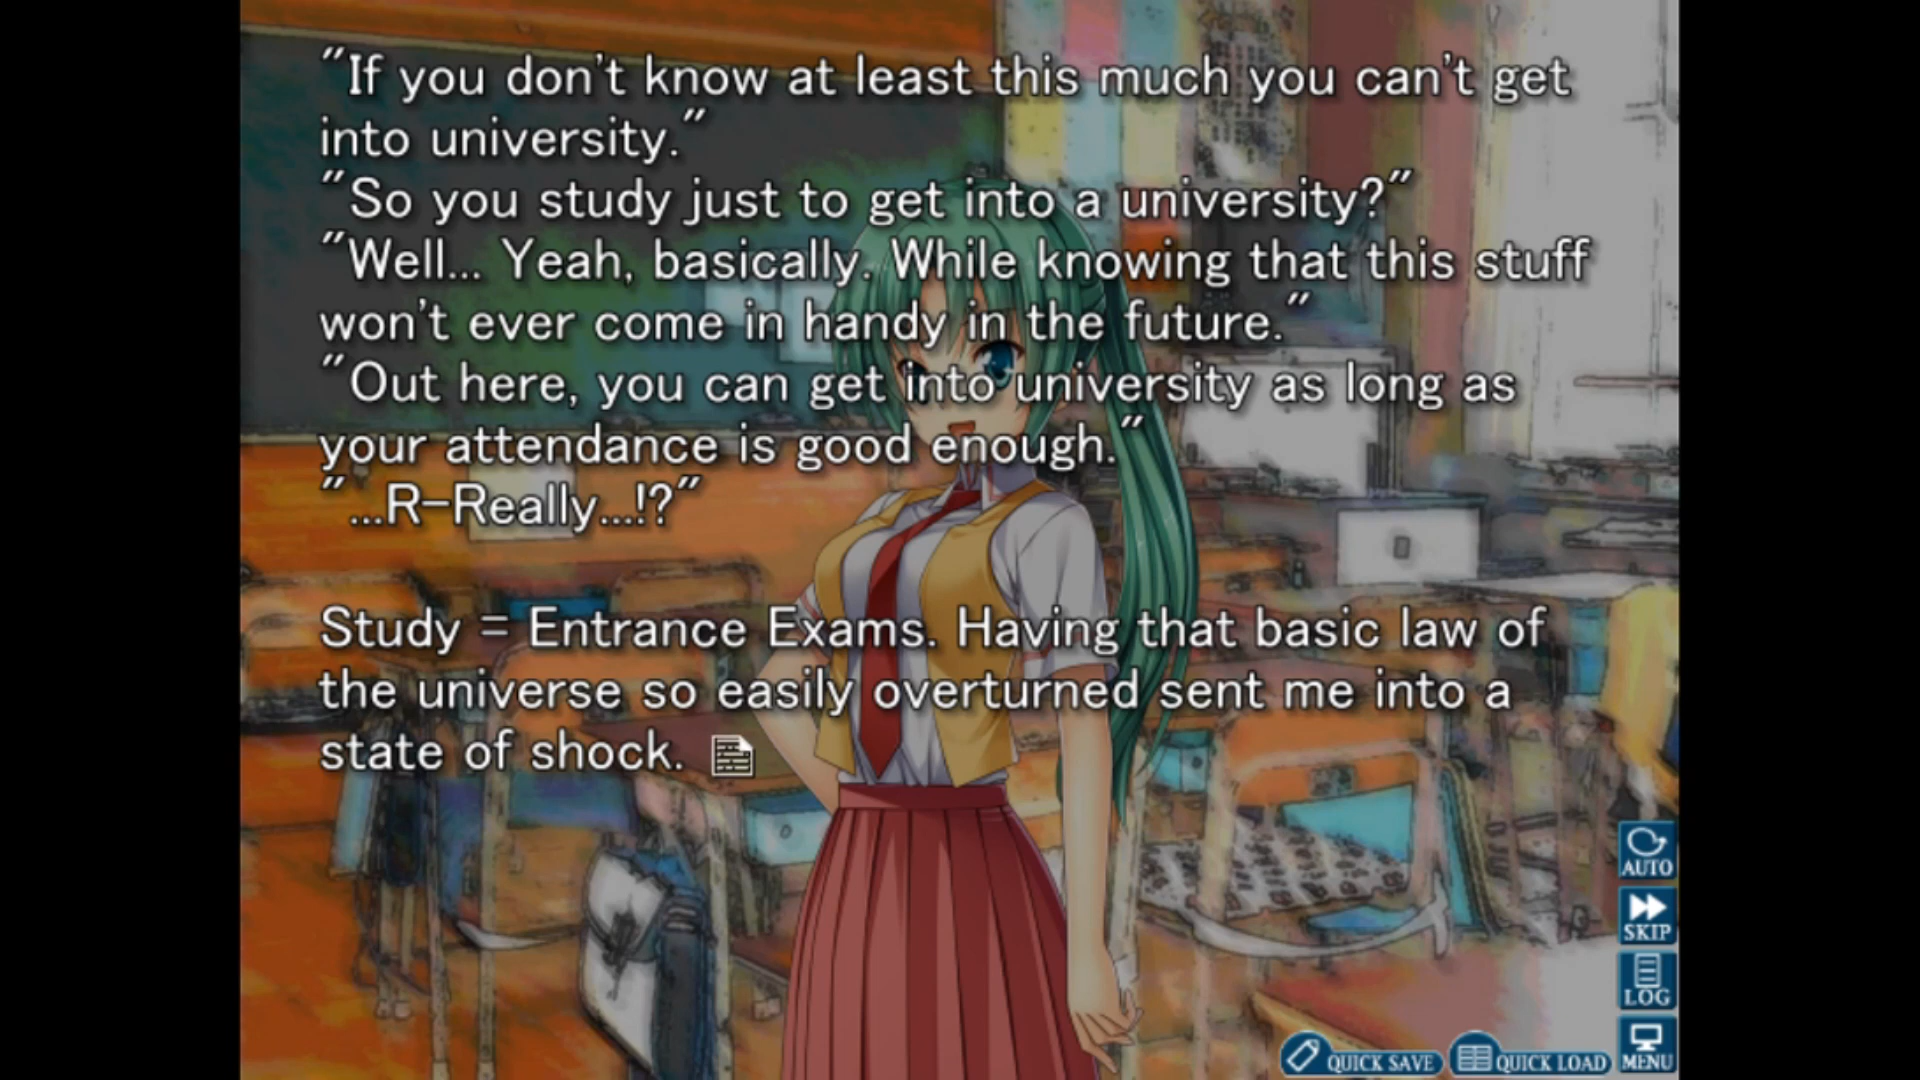 "If you don't know at least this much you can't get
into university."
"So you study just to get into a university?"
"Well... Yeah, basically. While knowing that this stuff
won't ever come in handy in the future."
"Out here, you can get into university as long as
your attendance is good enough."
"...R-Really...!?"
Study = Entrance Exams. Having that basic law of
the universe so easily overturned sent me into a
state of shock.
AUTO
SKIP
LOG
MENU
QUICK SAVE
QUICK LOAD